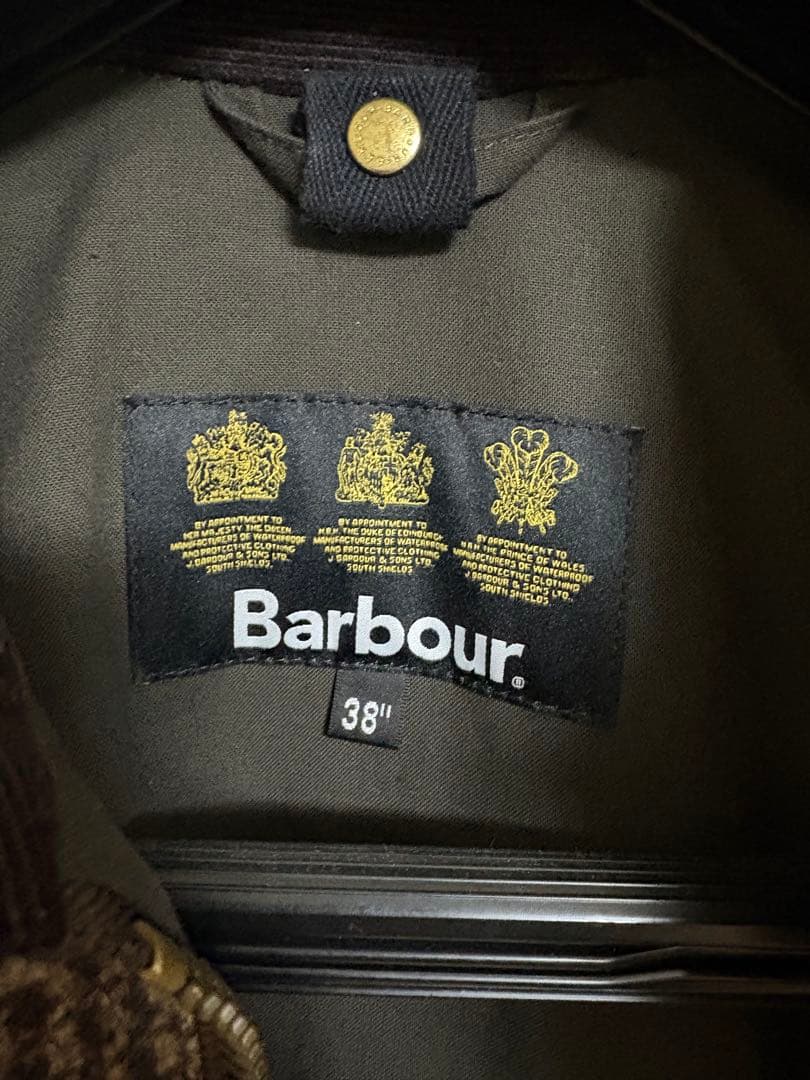 BY APPOINTMENT TO
HER MAJESTY THE QUEEN
MANUFACTURERS OF WATERPROOF
AND PROTECTIVE CLOTHING
J. BARBOUR & SONS LTD.
SOUTH SHIELDS
BY APPOINTMENT TO
H.R.H. THE DUKE OF EDINBURGH
MANUFACTURERS OF WATERPROOF
AND PROTECTIVE CLOTHING
J. BARBOUR & SONS LTD.
SOUTH SHIELDS
BY APPOINTMENT TO
H.R.H. THE PRINCE OF WALES
MANUFACTURERS OF WATERPROOF
AND PROTECTIVE CLOTHING
J. BARBOUR & SONS LTD.
SOUTH SHIELDS
Barbour®
38"